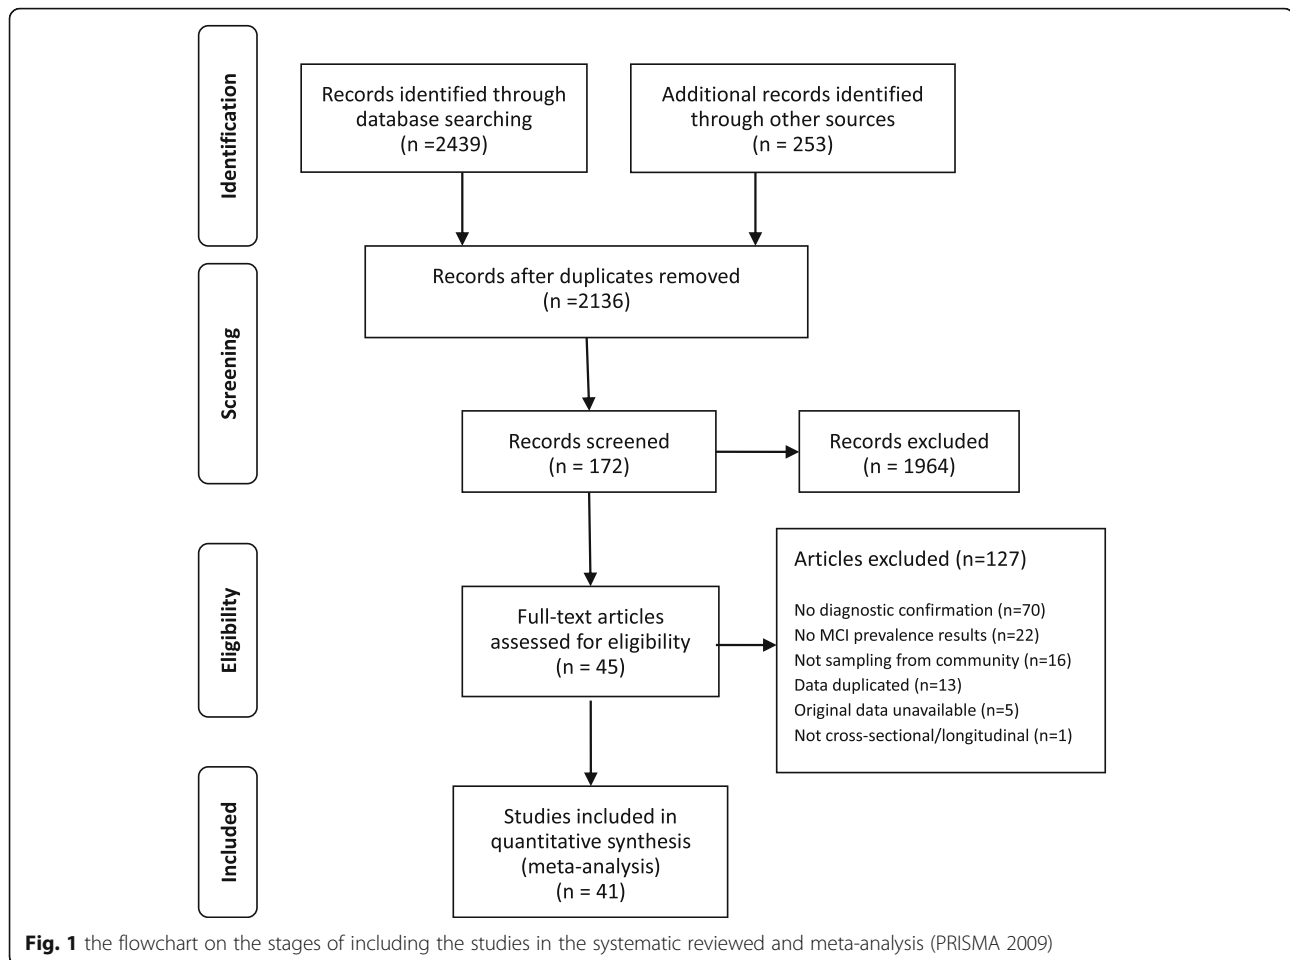 Identification
Records identified through
database searching
(n =2439)
Additional records identified
through other sources
(n = 253)
Screening
Records after duplicates removed
(n =2136)
Records screened
(n = 172)
Records excluded
(n = 1964)
Eligibility
Full-text articles
assessed for eligibility
(n = 45)
Articles excluded (n=127)
No diagnostic confirmation (n=70)
No MCI prevalence results (n=22)
Not sampling from community (n=16)
Data duplicated (n=13)
Original data unavailable (n=5)
Not cross-sectional/longitudinal (n=1)
Included
Studies included in
quantitative synthesis
(meta-analysis)
(n = 41)
Fig. 1 the flowchart on the stages of including the studies in the systematic reviewed and meta-analysis (PRISMA 2009)